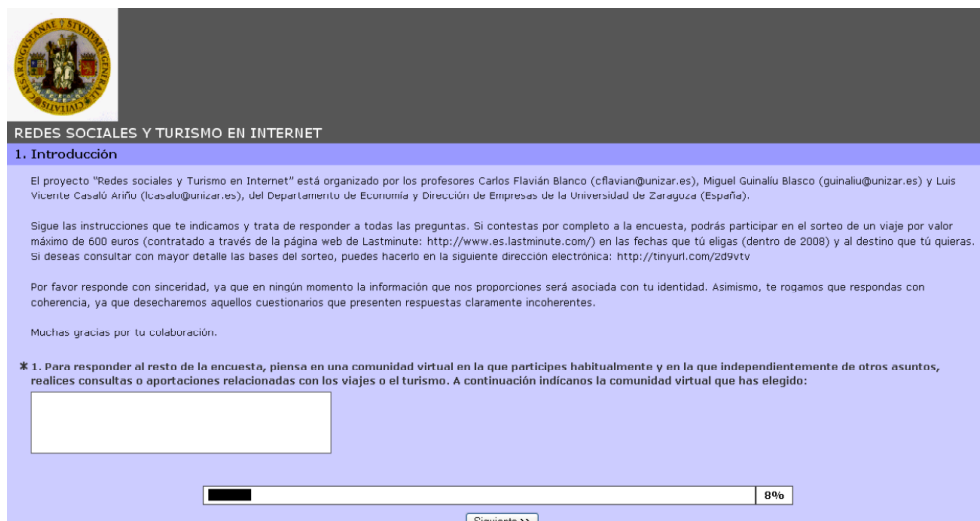 REDES SOCIALES Y TURISMO EN INTERNET
1. Introducción
El proyecto "Redes sociales y Turismo en Internet" está organizado por los profesores Carlos Flavián Blanco (cflavian@unizar.es), Miguel Guinalíu Blasco (guinaliu@unizar.es) y Luis
Vicente Casaló Ariño (lcasalo@unizar.es), del Departamento de Economía y Dirección de Empresas de la Universidad de Zaragoza (España).
Sigue las instrucciones que te indicamos y trata de responder a todas las preguntas. Si contestas por completo a la encuesta, podrás participar en el sorteo de un viaje por valor
máximo de 600 euros (contratado a través de la página web de Lastminute: http://www.es.lastminute.com/) en las fechas que tú eligas (dentro de 2008) y al destino que tú quieras.
Si deseas consultar con mayor detalle las bases del sorteo, puedes hacerlo en la siguiente dirección electrónica: http://tinyurl.com/2d9vtv
Por favor responde con sinceridad, ya que en ningún momento la información que nos proporciones será asociada con tu identidad. Asimismo, te rogamos que respondas con
coherencia, ya que desecharemos aquellos cuestionarios que presenten respuestas claramente incoherentes.
Muchas gracias por tu colaboración.
* 1. Para responder al resto de la encuesta, piensa en una comunidad virtual en la que participes habitualmente y en la que independientemente de otros asuntos,
realices consultas o aportaciones relacionadas con los viajes o el turismo. A continuación indícanos la comunidad virtual que has elegido:
8%
Siguiente >>